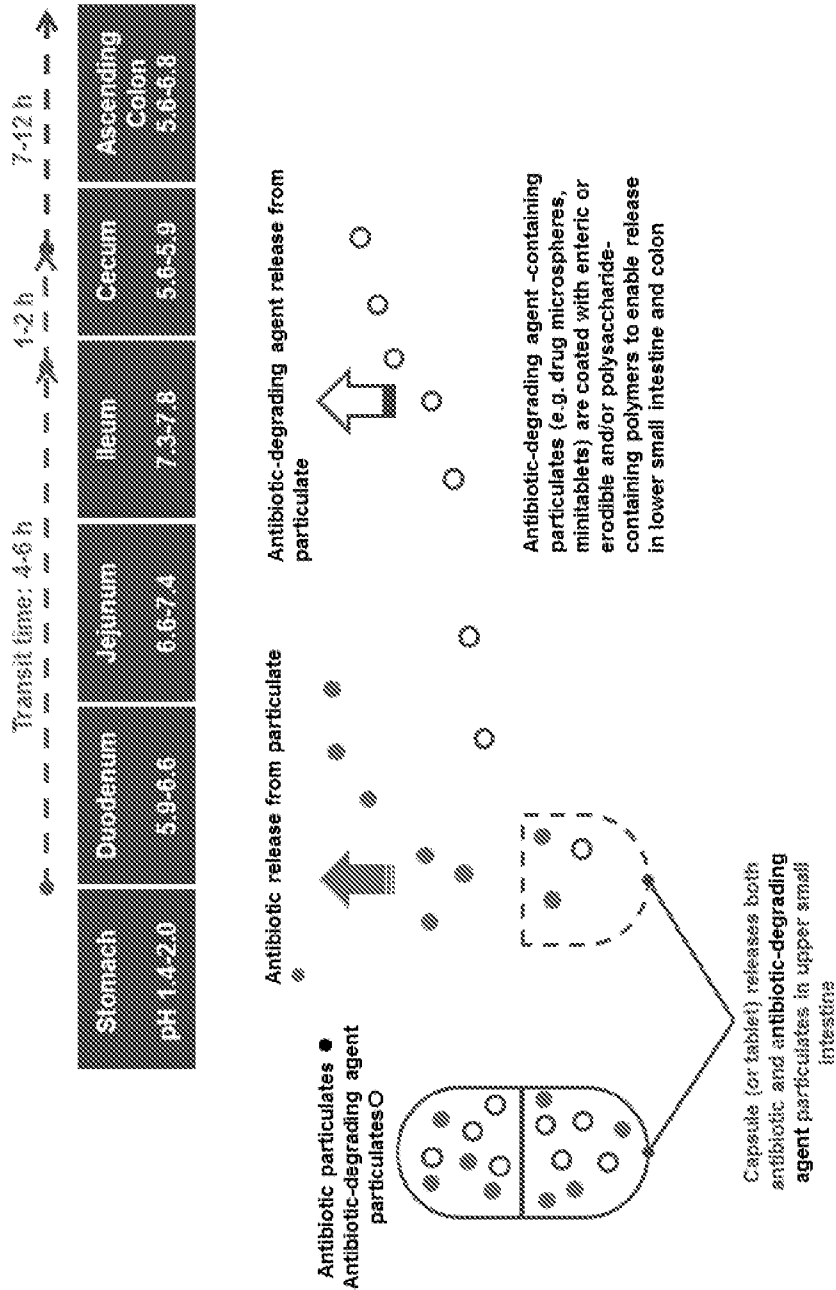 Transit time: 4-6 h
1-2 h
7-12 h
Stomach
pH 1.4-2.0
Duodenum
5.9-6.6
Jejunum
6.6-7.4
Ileum
7.3-7.8
Cecum
5.6-5.9
Ascending
Colon
5.6-6.8
Antibiotic particulates
Antibiotic-degrading agent
particulates
Antibiotic release from particulate
Antibiotic-degrading agent release from
particulate
Capsule (or tablet) releases both
antibiotic and antibiotic-degrading
agent particulates in upper small
intestine
Antibiotic-degrading agent -containing
particulates (e.g. drug microspheres,
minitablets) are coated with enteric or
erodible and/or polysaccharide-
containing polymers to enable release
in lower small intestine and colon